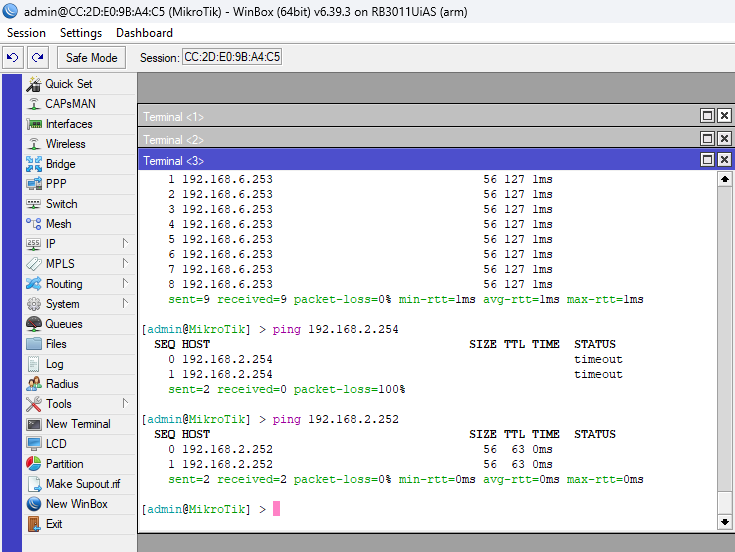 admin@CC:2D:E0:9B:A4:C5 (MikroTik) - WinBox (64bit) v6.39.3 on RB3011UiAS (arm)
Session Settings Dashboard
Safe Mode Session: CC:2D:E0:9B:A4:C5
Quick Set
CAPsMAN
Interfaces
Wireless
Bridge
PPP
Switch
Mesh
IP
MPLS
Routing
System
Queues
Files
Log
Radius
Tools
New Terminal
LCD
Partition
Make Supout.rif
New WinBox
Exit
Terminal <1>
Terminal <2>
Terminal <3>
1 192.168.6.253 56 127 1ms
2 192.168.6.253 56 127 1ms
3 192.168.6.253 56 127 1ms
4 192.168.6.253 56 127 1ms
5 192.168.6.253 56 127 1ms
6 192.168.6.253 56 127 1ms
7 192.168.6.253 56 127 1ms
8 192.168.6.253 56 127 1ms
sent=9 received=9 packet-loss=0% min-rtt=1ms avg-rtt=1ms max-rtt=1ms
[admin@MikroTik] > ping 192.168.2.254
SEQ HOST SIZE TTL TIME STATUS
0 192.168.2.254 timeout
1 192.168.2.254 timeout
sent=2 received=0 packet-loss=100%
[admin@MikroTik] > ping 192.168.2.252
SEQ HOST SIZE TTL TIME STATUS
0 192.168.2.252 56 63 0ms
1 192.168.2.252 56 63 0ms
sent=2 received=2 packet-loss=0% min-rtt=0ms avg-rtt=0ms max-rtt=0ms
[admin@MikroTik] >